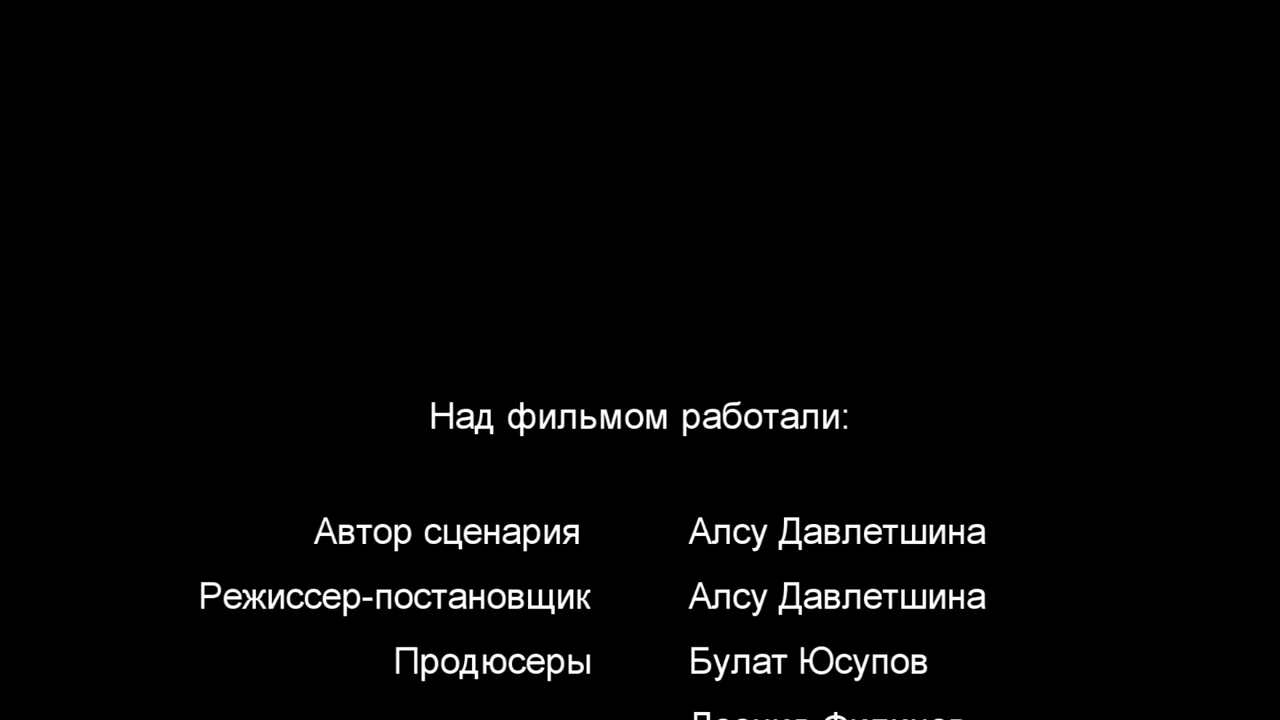 Над фильмом работали:
Автор сценария Алсу Давлетшина
Режиссер-постановщик Алсу Давлетшина
Продюсеры Булат Юсупов